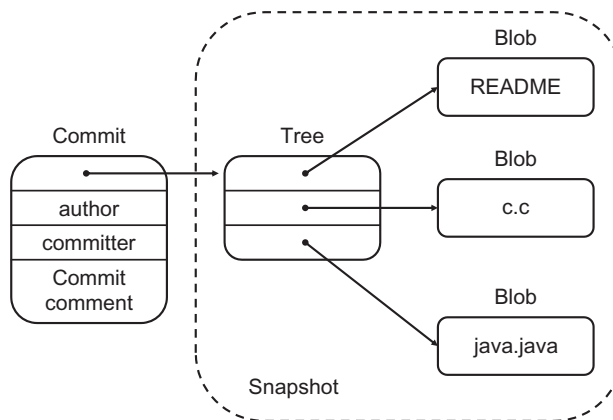 Commit
author
committer
Commit
comment
Tree
Blob
README
Blob
c.c
Blob
java.java
Snapshot